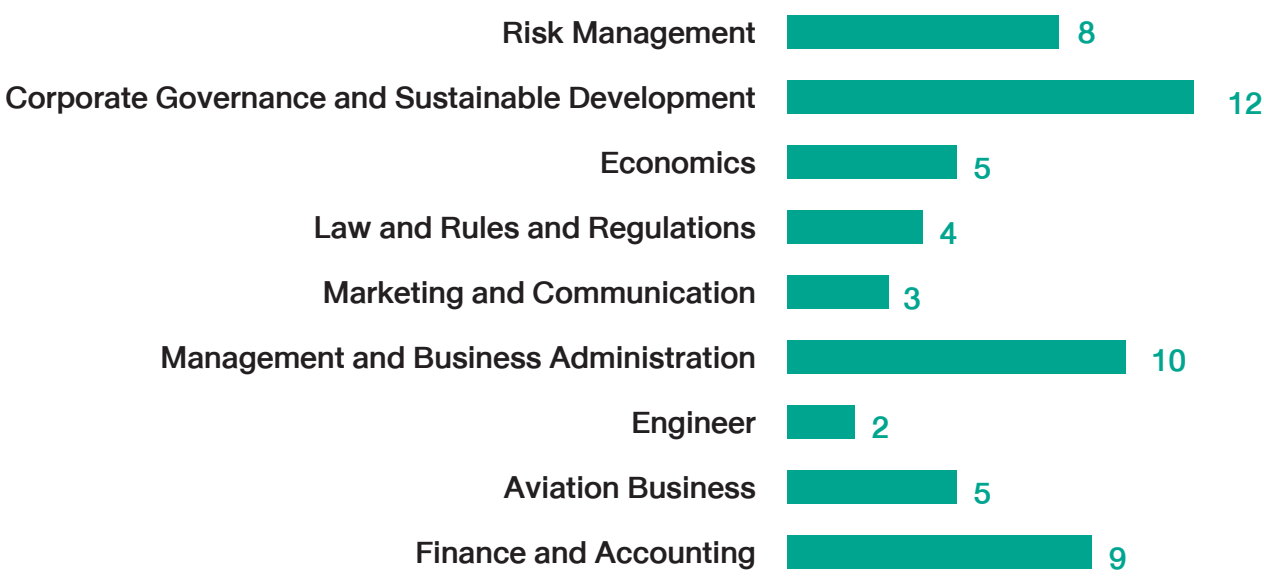 Risk Management 8
Corporate Governance and Sustainable Development 12
Economics 5
Law and Rules and Regulations 4
Marketing and Communication 3
Management and Business Administration 10
Engineer 2
Aviation Business 5
Finance and Accounting 9